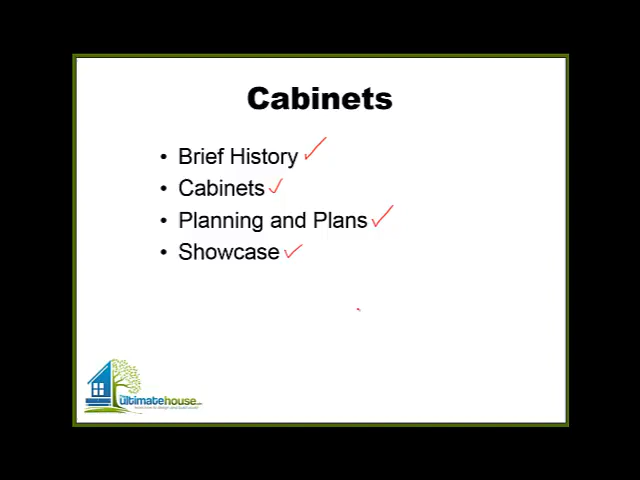 Cabinets
• Brief History
• Cabinets
• Planning and Plans
• Showcase
ultimatehouse